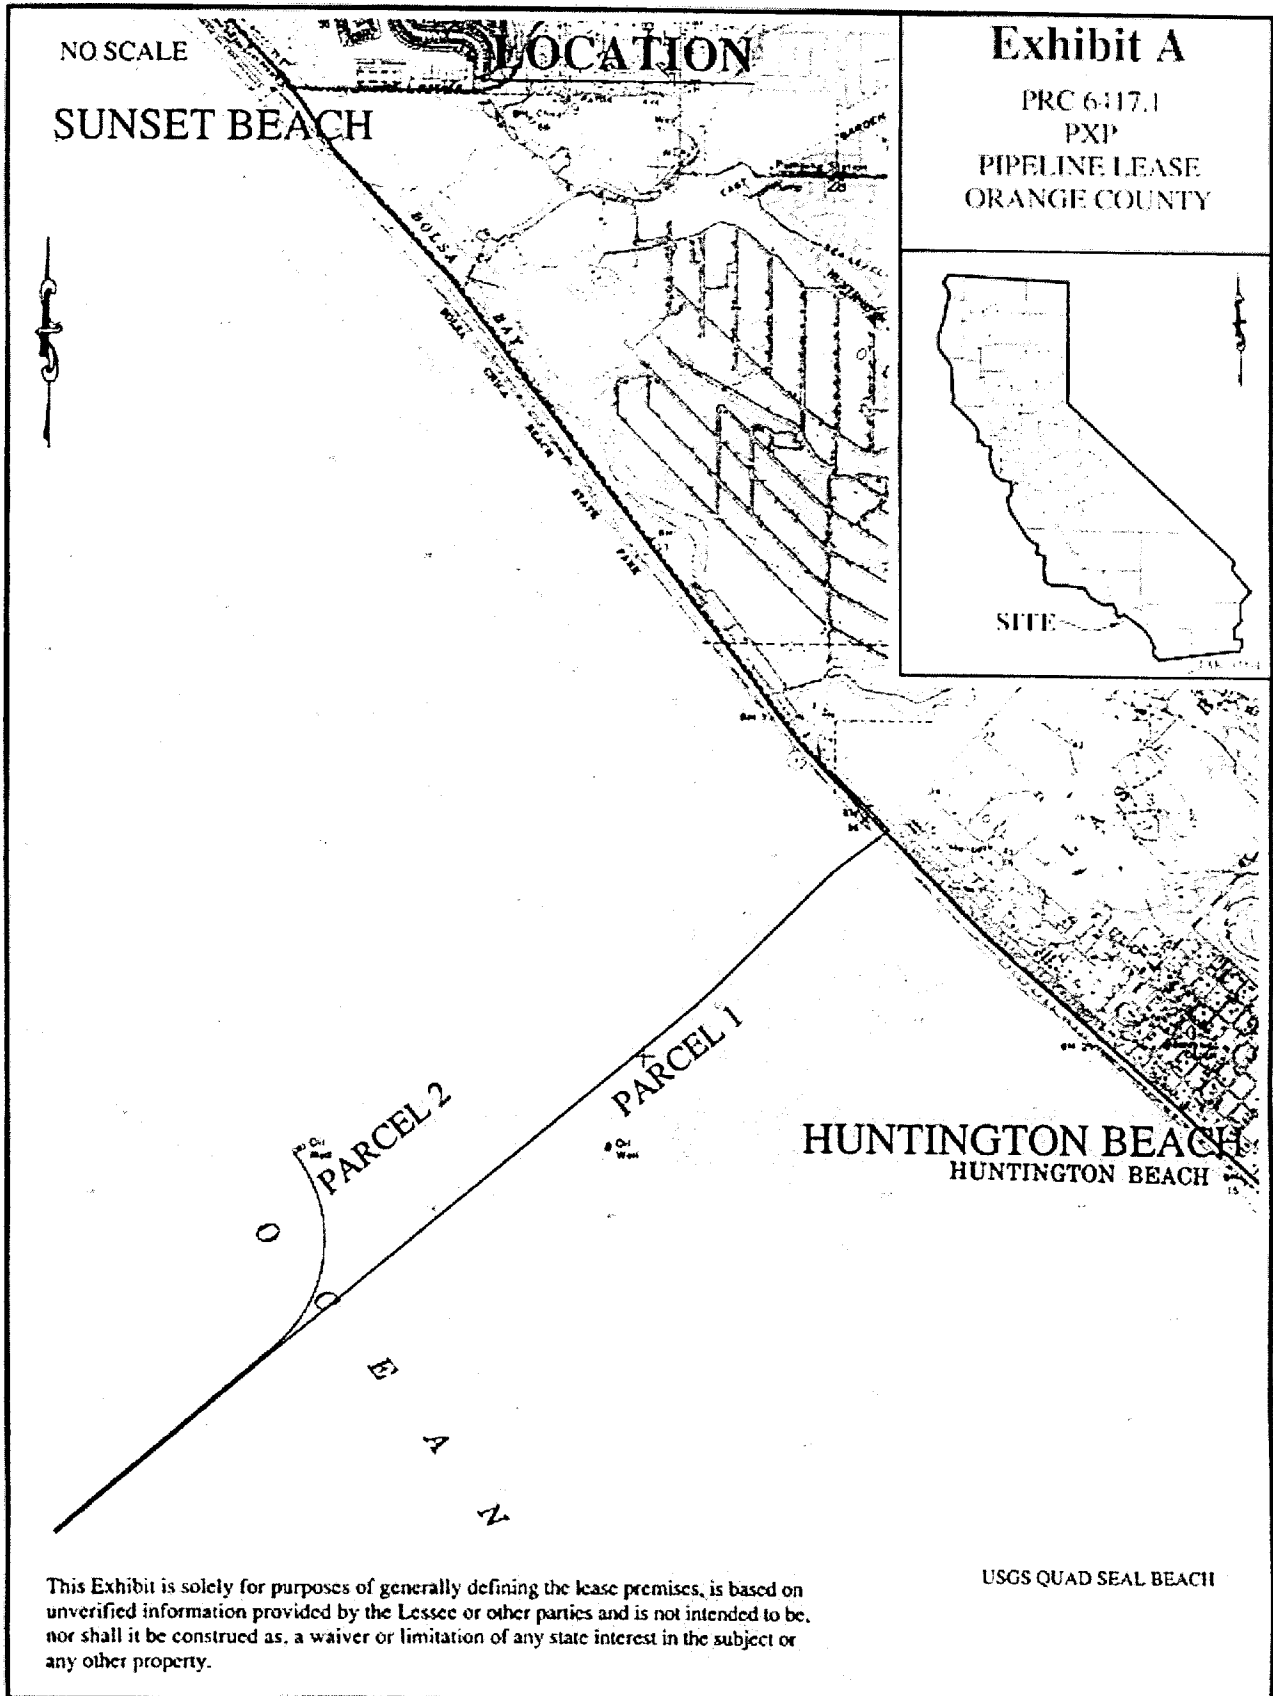 NO SCALE
LOCATION
SUNSET BEACH
Exhibit A
PRC 6417.1
PXP
PIPELINE LEASE
ORANGE COUNTY
SITE
BOLSA
BAY
BOLSA
CHICA
BEACH
STATE
PARK
PARCEL 1
PARCEL 2
Oil
Well
Oil
Well
HUNTINGTON BEACH
HUNTINGTON BEACH
O
C
E
A
N
USGS QUAD SEAL BEACH
This Exhibit is solely for purposes of generally defining the lease premises, is based on
unverified information provided by the Lessee or other parties and is not intended to be,
nor shall it be construed as, a waiver or limitation of any state interest in the subject or
any other property.